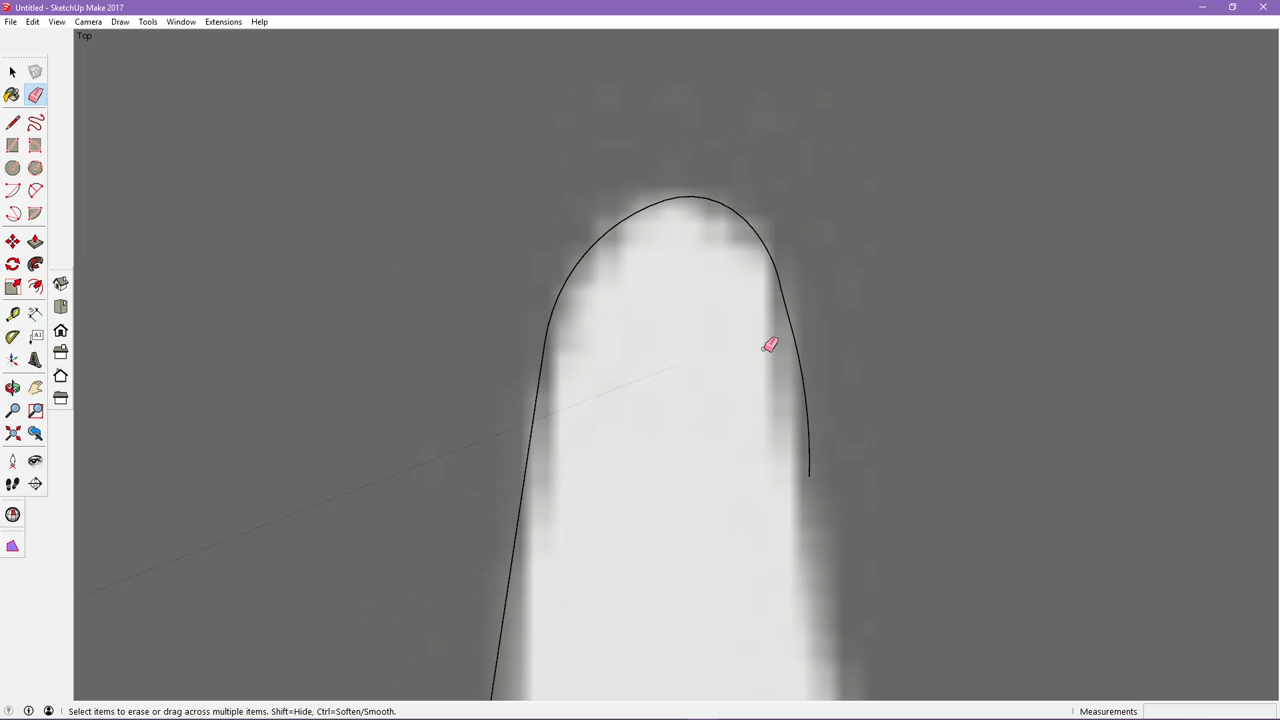 Untitled - SketchUp Make 2017
File Edit View Camera Draw Tools Window Extensions Help
Top
Select items to erase or drag across multiple items. Shift=Hide, Ctrl=Soften/Smooth.
Measurements